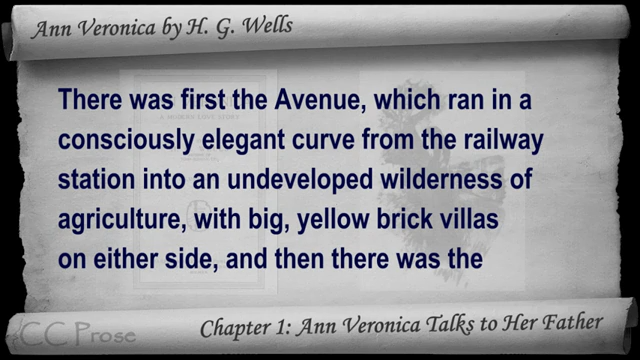 Ann Veronica by H. G. Wells
There was first the Avenue, which ran in a
consciously elegant curve from the railway
station into an undeveloped wilderness of
agriculture, with big, yellow brick villas
on either side, and then there was the
CC Prose
Chapter 1: Ann Veronica Talks to Her Father